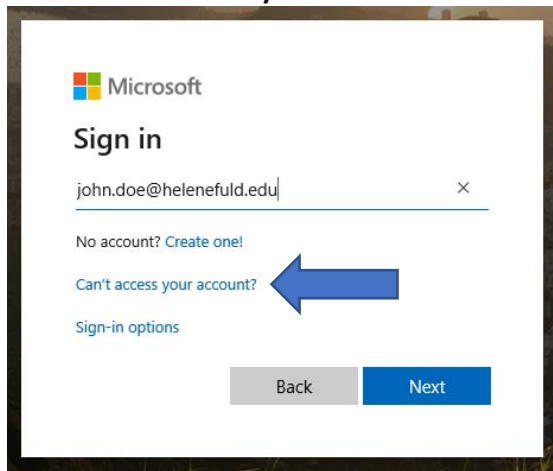 Microsoft
Sign in
john.doe@helenefuld.edu
No account? Create one!
Can't access your account?
Sign-in options
Back Next